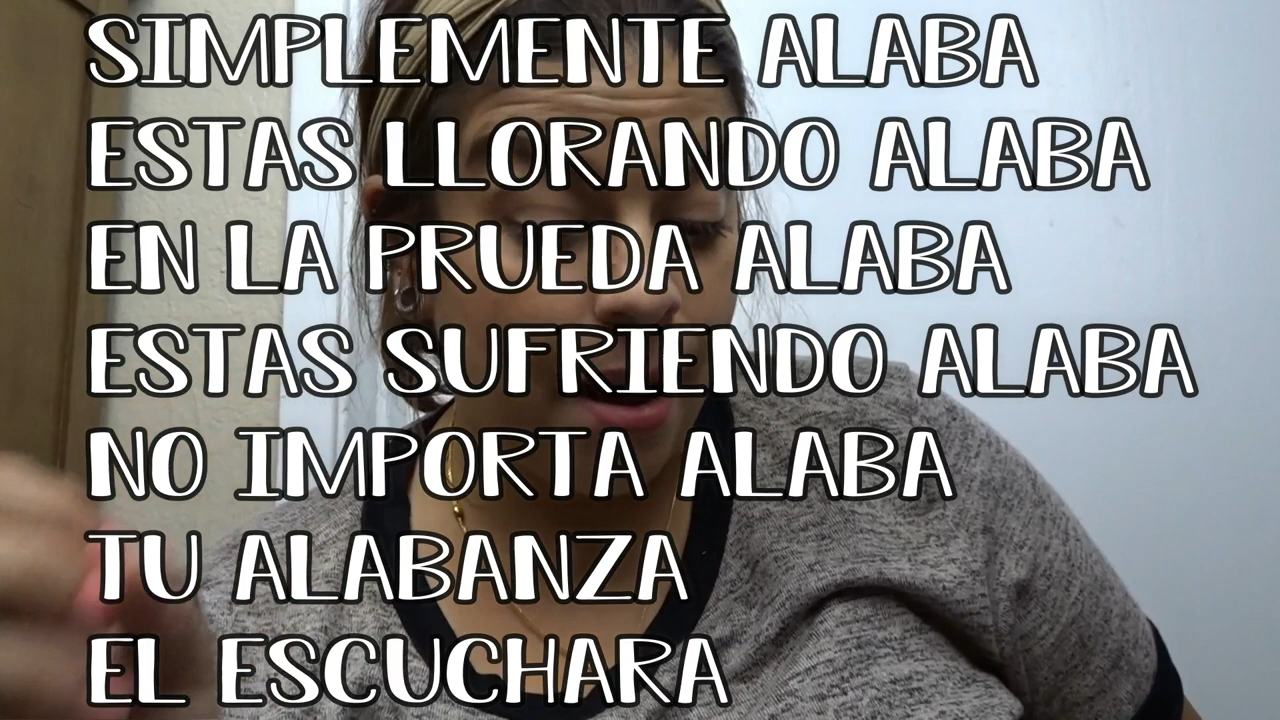 SIMPLEMENTE ALABA
ESTAS LLORANDO ALABA
EN LA PRUEDA ALABA
ESTAS SUFRIENDO ALABA
NO IMPORTA ALABA
TU ALABANZA
EL ESCUCHARA